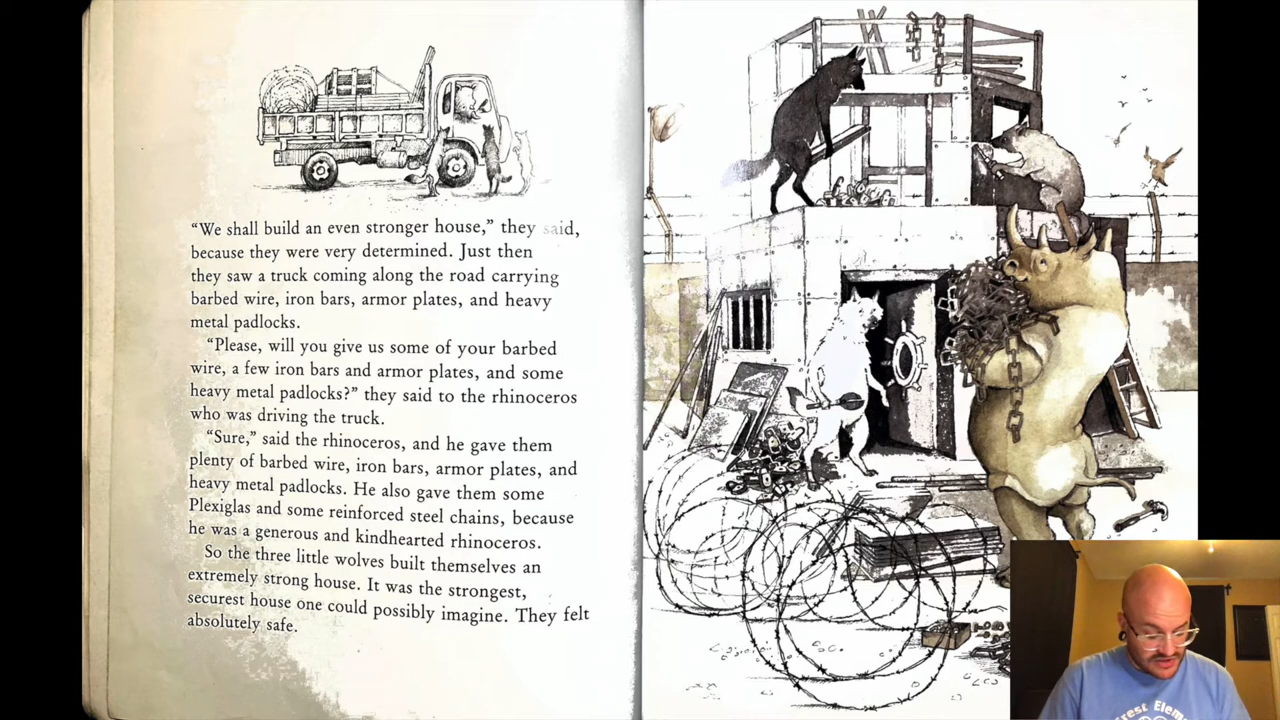 “We shall build an even stronger house,” they said,
because they were very determined. Just then
they saw a truck coming along the road carrying
barbed wire, iron bars, armor plates, and heavy
metal padlocks.
“Please, will you give us some of your barbed
wire, a few iron bars and armor plates, and some
heavy metal padlocks?” they said to the rhinoceros
who was driving the truck.
“Sure,” said the rhinoceros, and he gave them
plenty of barbed wire, iron bars, armor plates, and
heavy metal padlocks. He also gave them some
Plexiglas and some reinforced steel chains, because
he was a generous and kindhearted rhinoceros.
So the three little wolves built themselves an
extremely strong house. It was the strongest,
securest house one could possibly imagine. They felt
absolutely safe.